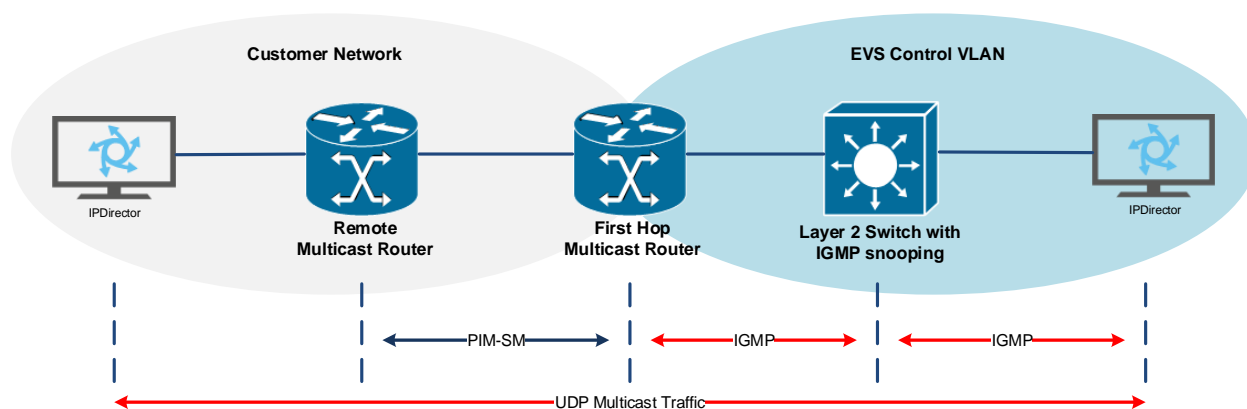 Customer Network
EVS Control VLAN
IPDirector
Remote
Multicast Router
First Hop
Multicast Router
Layer 2 Switch with
IGMP snooping
IPDirector
PIM-SM
IGMP
IGMP
UDP Multicast Traffic